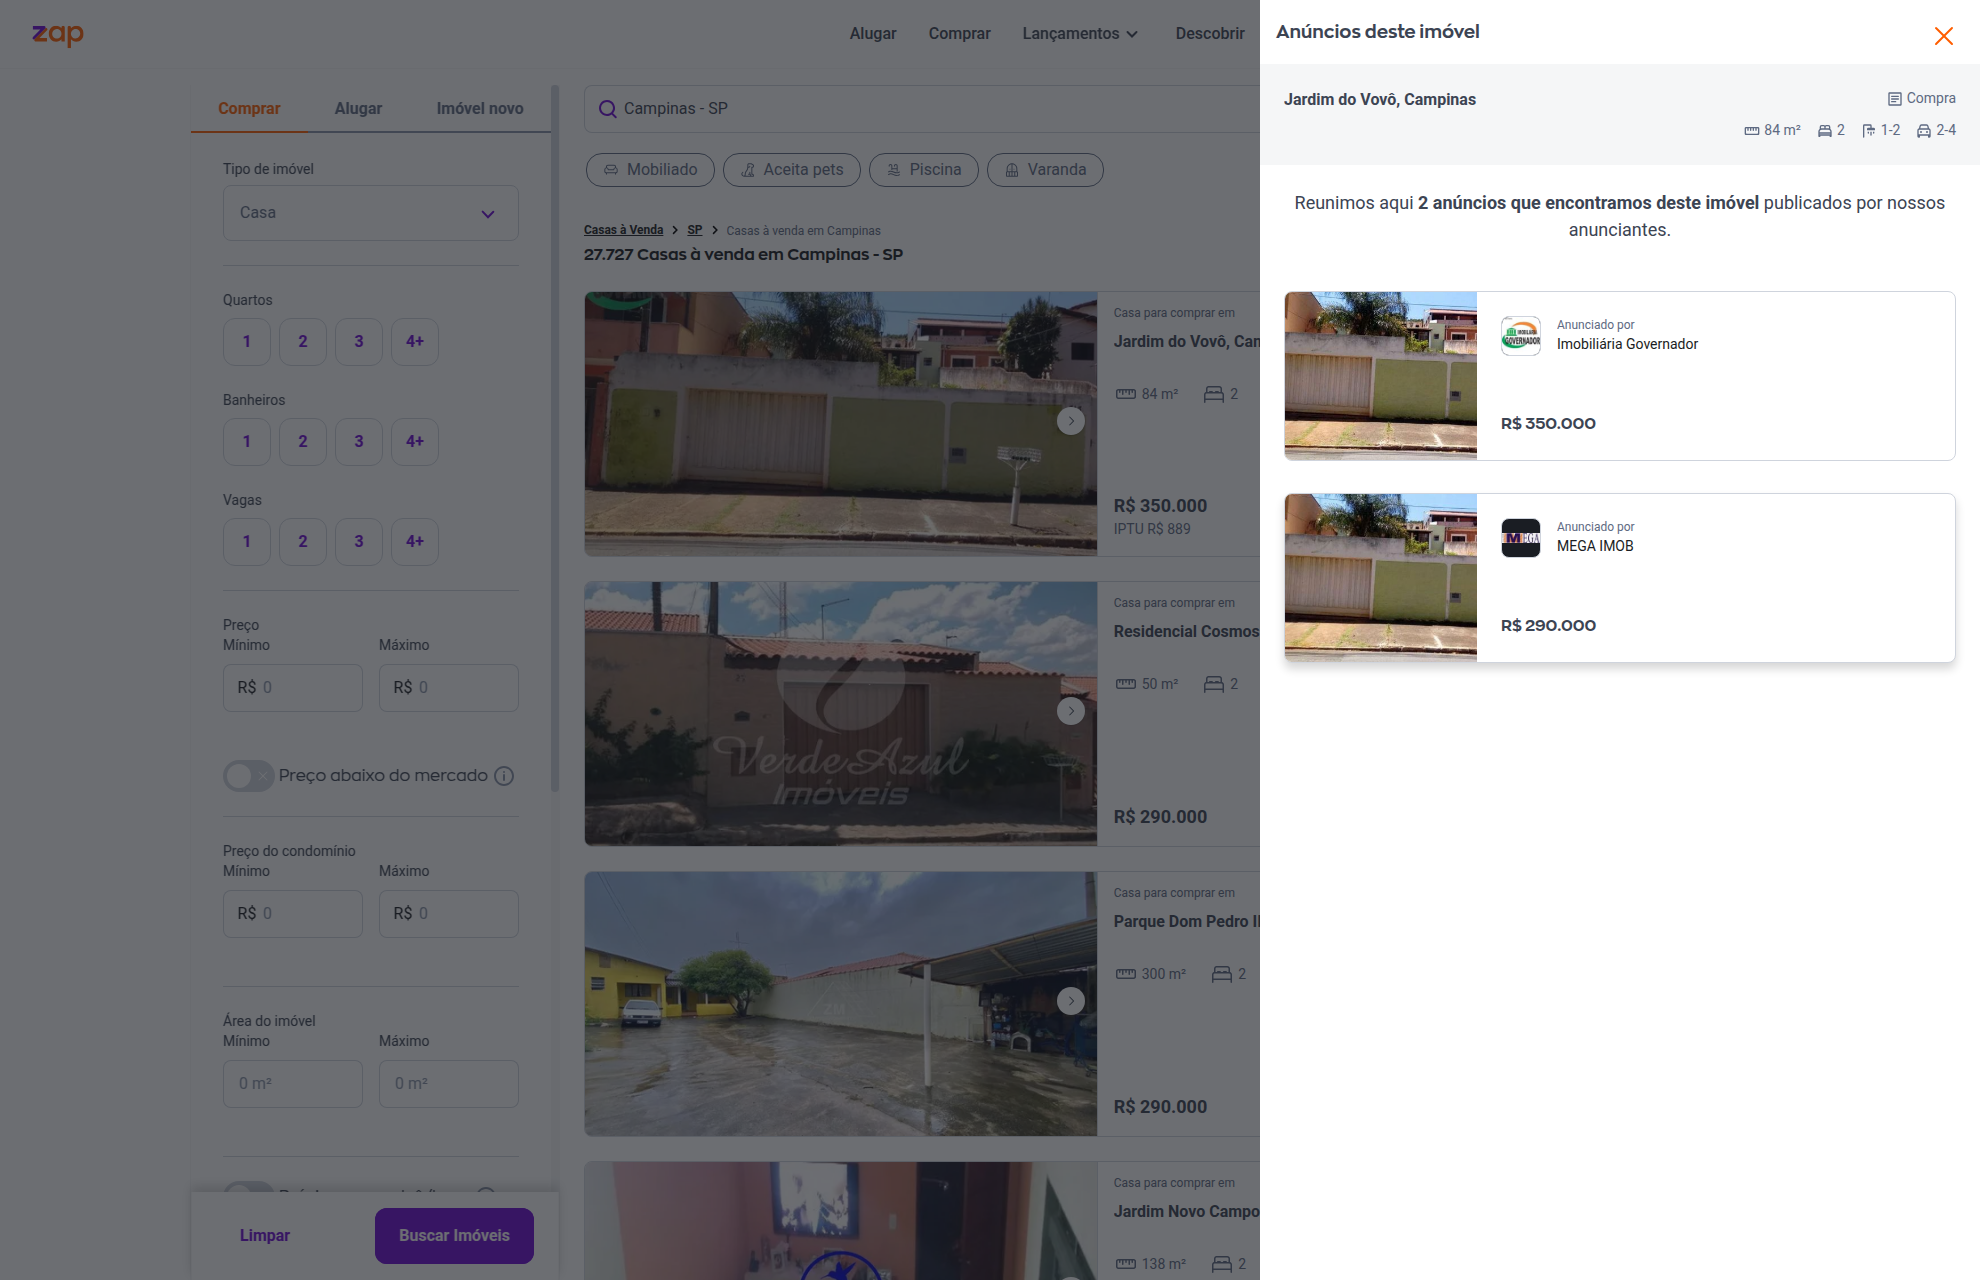 zap
Alugar
Comprar
Lançamentos
Descobrir
Comprar
Alugar
Imóvel novo
Tipo de imóvel
Casa
Quartos
1
2
3
4+
Banheiros
1
2
3
4+
Vagas
1
2
3
4+
Preço
Mínimo
Máximo
R$ 0
R$ 0
Preço abaixo do mercado
Preço do condomínio
Mínimo
Máximo
R$ 0
R$ 0
Área do imóvel
Mínimo
Máximo
0 m²
0 m²
Limpar
Buscar Imóveis
Campinas - SP
Mobiliado
Aceita pets
Piscina
Varanda
Casas à Venda
SP
Casas à venda em Campinas
27.727 Casas à venda em Campinas - SP
Casa para comprar em
Jardim do Vovô, Can
84 m²
2
R$ 350.000
IPTU R$ 889
Verde Azul
Imóveis
Casa para comprar em
Residencial Cosmos
50 m²
2
R$ 290.000
Casa para comprar em
Parque Dom Pedro II
300 m²
2
R$ 290.000
Casa para comprar em
Jardim Novo Campo
138 m²
2
Anúncios deste imóvel
Jardim do Vovô, Campinas
Compra
84 m²
2
1-2
2-4
Reunimos aqui 2 anúncios que encontramos deste imóvel publicados por nossos
anunciantes.
GOVERNADOR
Anunciado por
Imobiliária Governador
R$ 350.000
MEGA
Anunciado por
MEGA IMOB
R$ 290.000